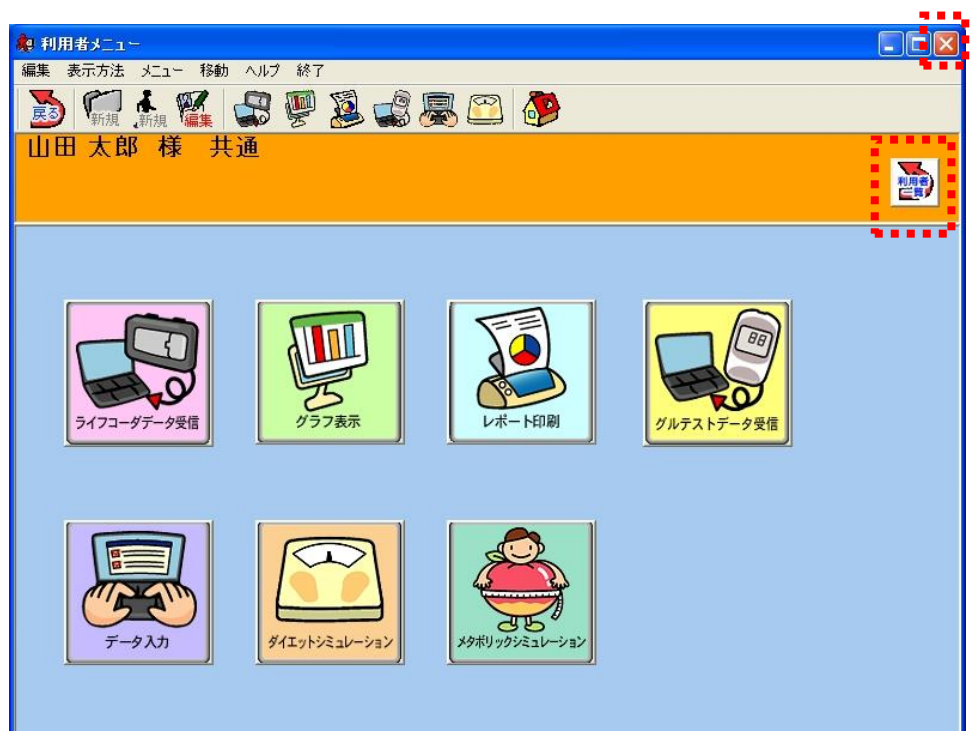 利用者メニュー
編集 表示方法 メニュー 移動 ヘルプ 終了
戻る 新規 新規 編集
山田 太郎 様 共通
利用者
一覧
88
ライフコーダデータ受信 グラフ表示 レポート印刷 グルテストデータ受信
データ入力 ダイエットシミュレーション メタボリックシミュレーション